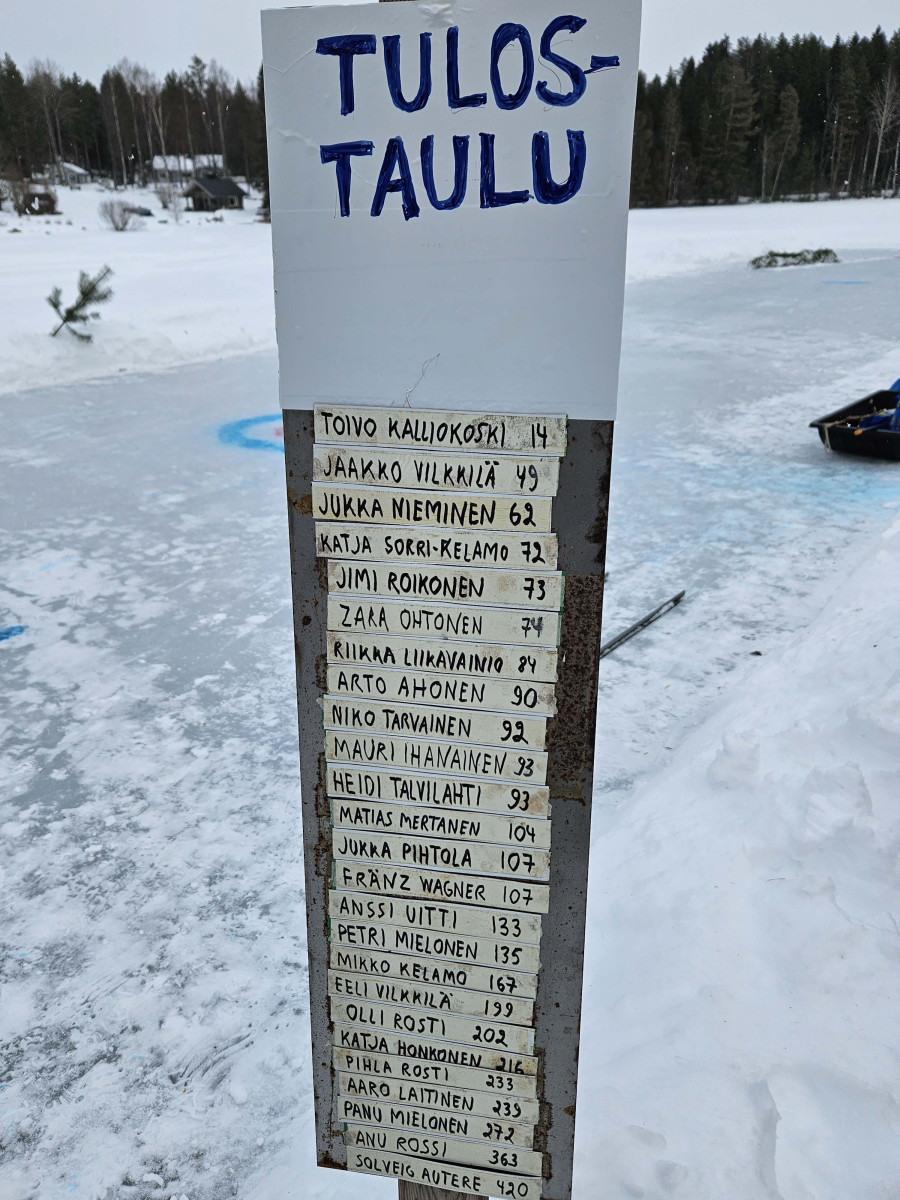 TULOS-
TAULU
TOIVO KALLIOKOSKI 14
JAAKKO VILKKILÄ 49
JUKKA NIEMINEN 62
KATJA SORRI-KELAMO 72
JIMI ROIKONEN 73
ZARA OHTONEN 74
RIIKKA LIIKAVAINIO 84
ARTO AHONEN 90
NIKO TARVAINEN 92
MAURI IHANAINEN 93
HEIDI TALVILAHTI 93
MATIAS MERTANEN 104
JUKKA PIHTOLA 107
FRÄNZ WAGNER 107
ANSSI UITTI 133
PETRI MIELONEN 135
MIKKO KELAMO 167
EELI VILKKILÄ 199
OLLI ROSTI 202
KATJA HONKONEN 216
PIHLA ROSTI 233
AARO LAITINEN 239
PANU MIELONEN 272
ANU ROSSI 363
SOLVEIG AUTERE 420